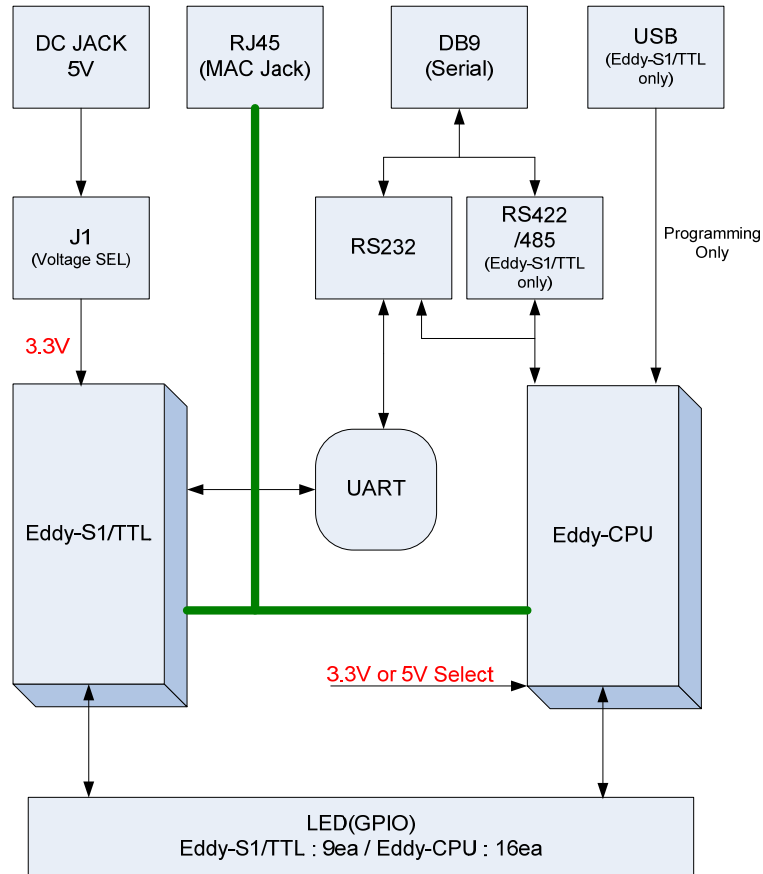 DC JACK
5V
RJ45
(MAC Jack)
DB9
(Serial)
USB
(Eddy-S1/TTL
only)
J1
(Voltage SEL)
RS232
RS422
/485
(Eddy-S1/TTL
only)
Programming
Only
3.3V
Eddy-S1/TTL
UART
Eddy-CPU
3.3V or 5V Select
LED(GPIO)
Eddy-S1/TTL : 9ea / Eddy-CPU : 16ea